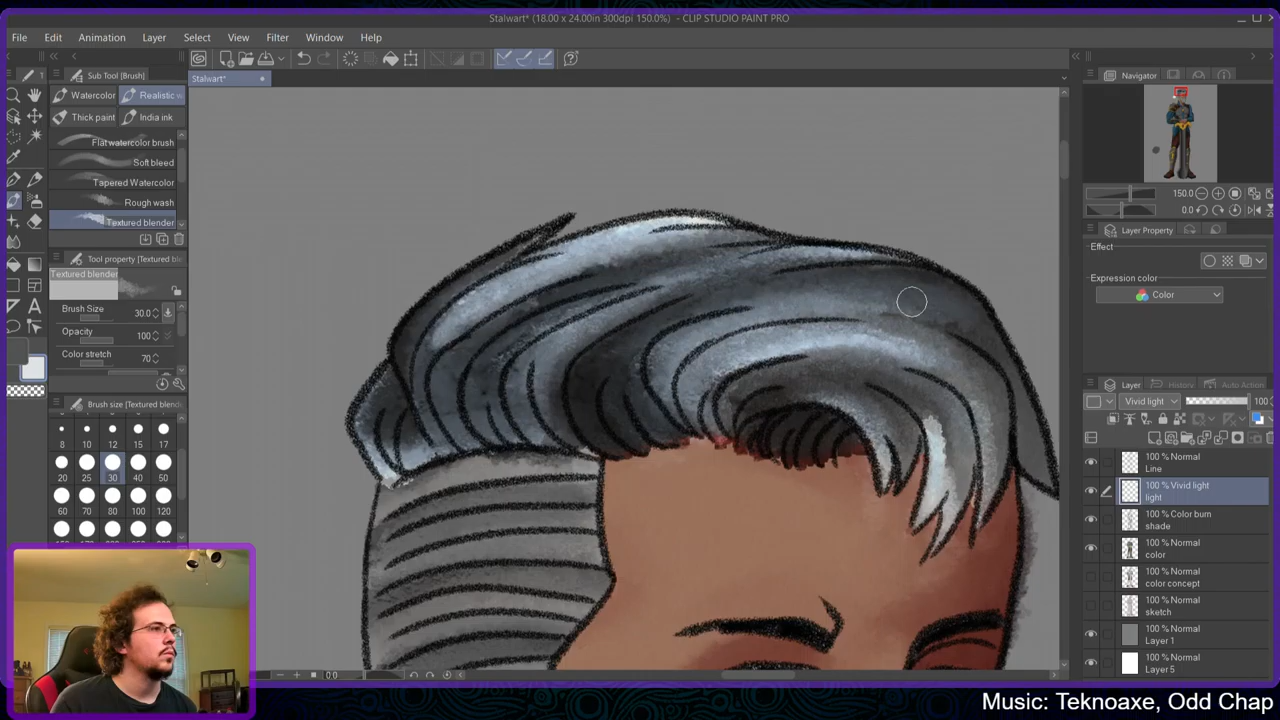 Stalwart* (18.00 x 24.00in 300dpi 150.0%) - CLIP STUDIO PAINT PRO
File Edit Animation Layer Select View Filter Window Help
Sub Tool [Brush]
Stalwart*
Navigator
Watercolor Realistic
Thick paint India ink
Flat watercolor brush
Soft bleed
Tapered Watercolor
Rough wash
Textured blender
Tool property [Textured ble
Textured blender
Brush Size 30.0
Opacity 100
Color stretch 70
Brush size [Textured blend
8 10 12 15 17
20 25 30 40 50
60 70 80 100 120
150.0
0.0
Layer Property
Effect
Expression color
Color
Layer History Auto Action
Vivid light 100
100 % Normal
Line
100 % Vivid light
light
100 % Color burn
shade
100 % Normal
color
100 % Normal
color concept
100 % Normal
sketch
100 % Normal
Layer 1
100 % Normal
Layer 5
Music: Teknoaxe, Odd Chap